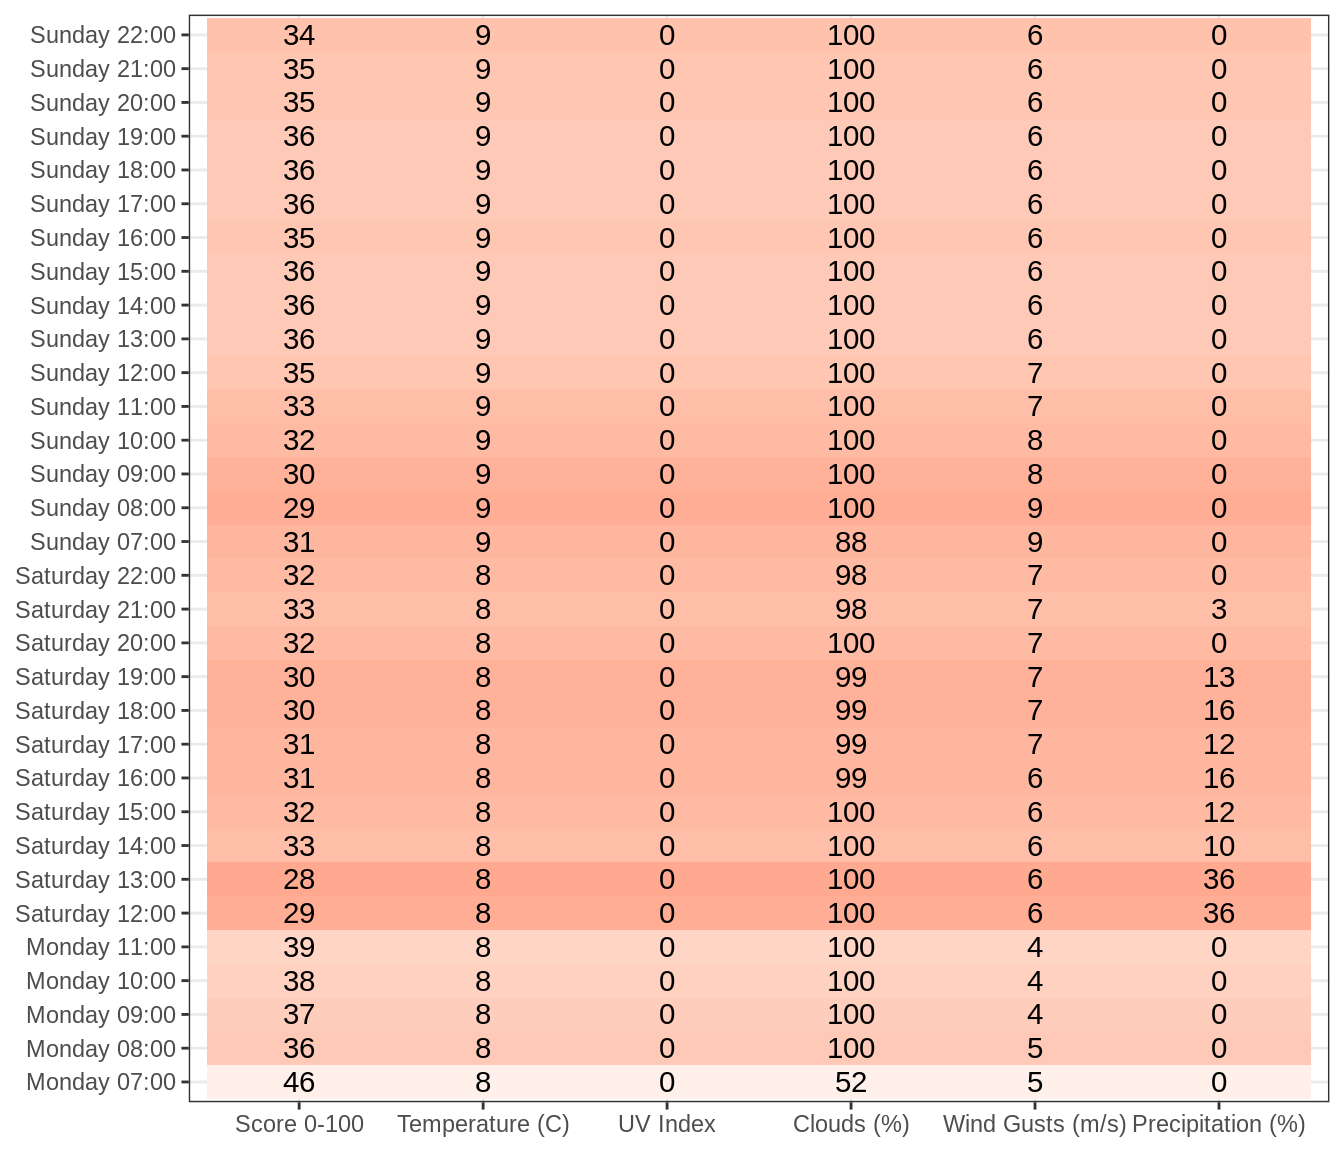 Sunday 22:00 34 9 0 100 6 0
Sunday 21:00 35 9 0 100 6 0
Sunday 20:00 35 9 0 100 6 0
Sunday 19:00 36 9 0 100 6 0
Sunday 18:00 36 9 0 100 6 0
Sunday 17:00 36 9 0 100 6 0
Sunday 16:00 35 9 0 100 6 0
Sunday 15:00 36 9 0 100 6 0
Sunday 14:00 36 9 0 100 6 0
Sunday 13:00 36 9 0 100 6 0
Sunday 12:00 35 9 0 100 7 0
Sunday 11:00 33 9 0 100 7 0
Sunday 10:00 32 9 0 100 8 0
Sunday 09:00 30 9 0 100 8 0
Sunday 08:00 29 9 0 100 9 0
Sunday 07:00 31 9 0 88 9 0
Saturday 22:00 32 8 0 98 7 0
Saturday 21:00 33 8 0 98 7 3
Saturday 20:00 32 8 0 100 7 0
Saturday 19:00 30 8 0 99 7 13
Saturday 18:00 30 8 0 99 7 16
Saturday 17:00 31 8 0 99 7 12
Saturday 16:00 31 8 0 99 6 16
Saturday 15:00 32 8 0 100 6 12
Saturday 14:00 33 8 0 100 6 10
Saturday 13:00 28 8 0 100 6 36
Saturday 12:00 29 8 0 100 6 36
Monday 11:00 39 8 0 100 4 0
Monday 10:00 38 8 0 100 4 0
Monday 09:00 37 8 0 100 4 0
Monday 08:00 36 8 0 100 5 0
Monday 07:00 46 8 0 52 5 0
Score 0-100 Temperature (C) UV Index Clouds (%) Wind Gusts (m/s) Precipitation (%)